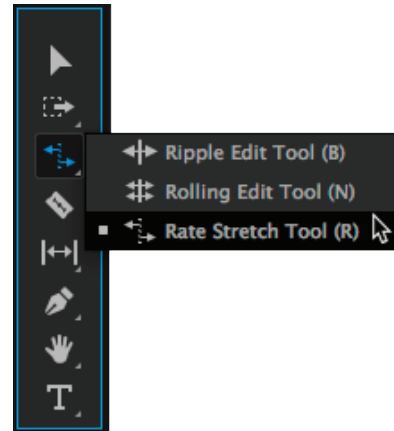 Ripple Edit Tool (B)
Rolling Edit Tool (N)
Rate Stretch Tool (R)
T